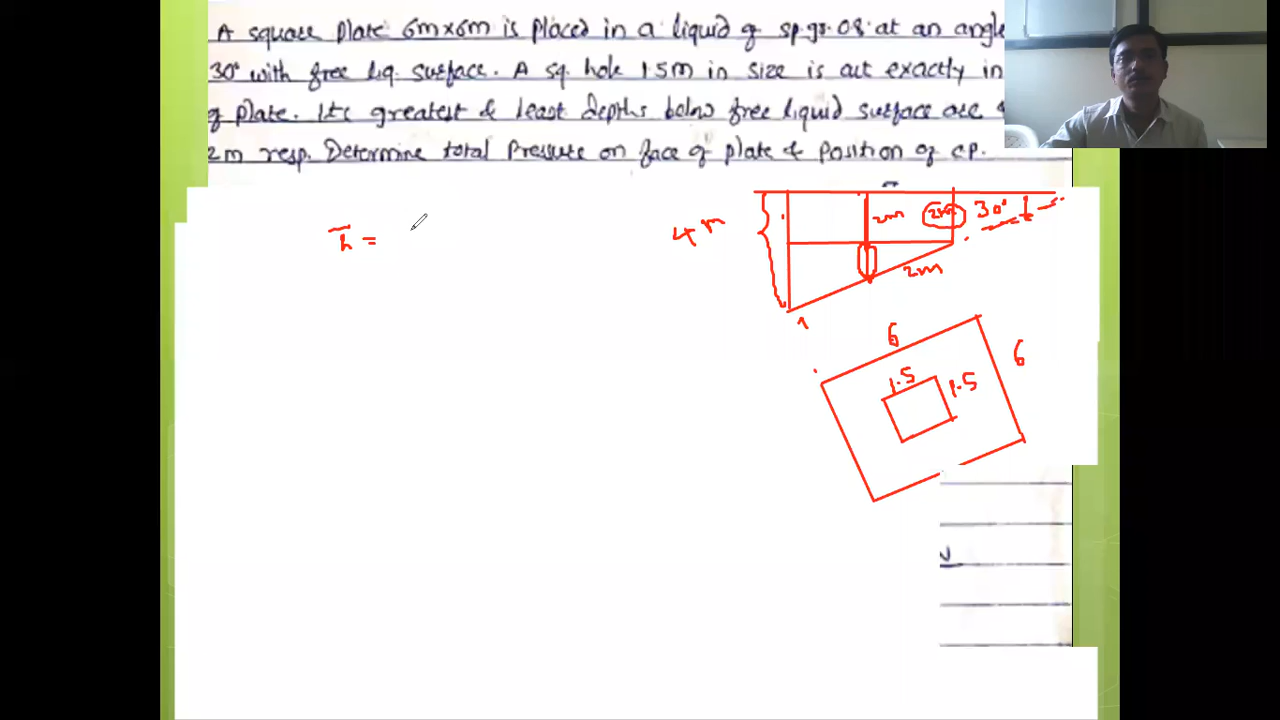 A square plate 6m x 6m is placed in a liquid of sp.gr. 0.8 at an angle
30° with free liq. surface. A sq. hole 1.5m in size is cut exactly in
of plate. Its greatest & least depths below free liquid surface are
2m resp. Determine total Pressure on face of plate & position of cp.
h̄ =
4 m
2m
2m
30°
2m
6
6
1.5
1.5